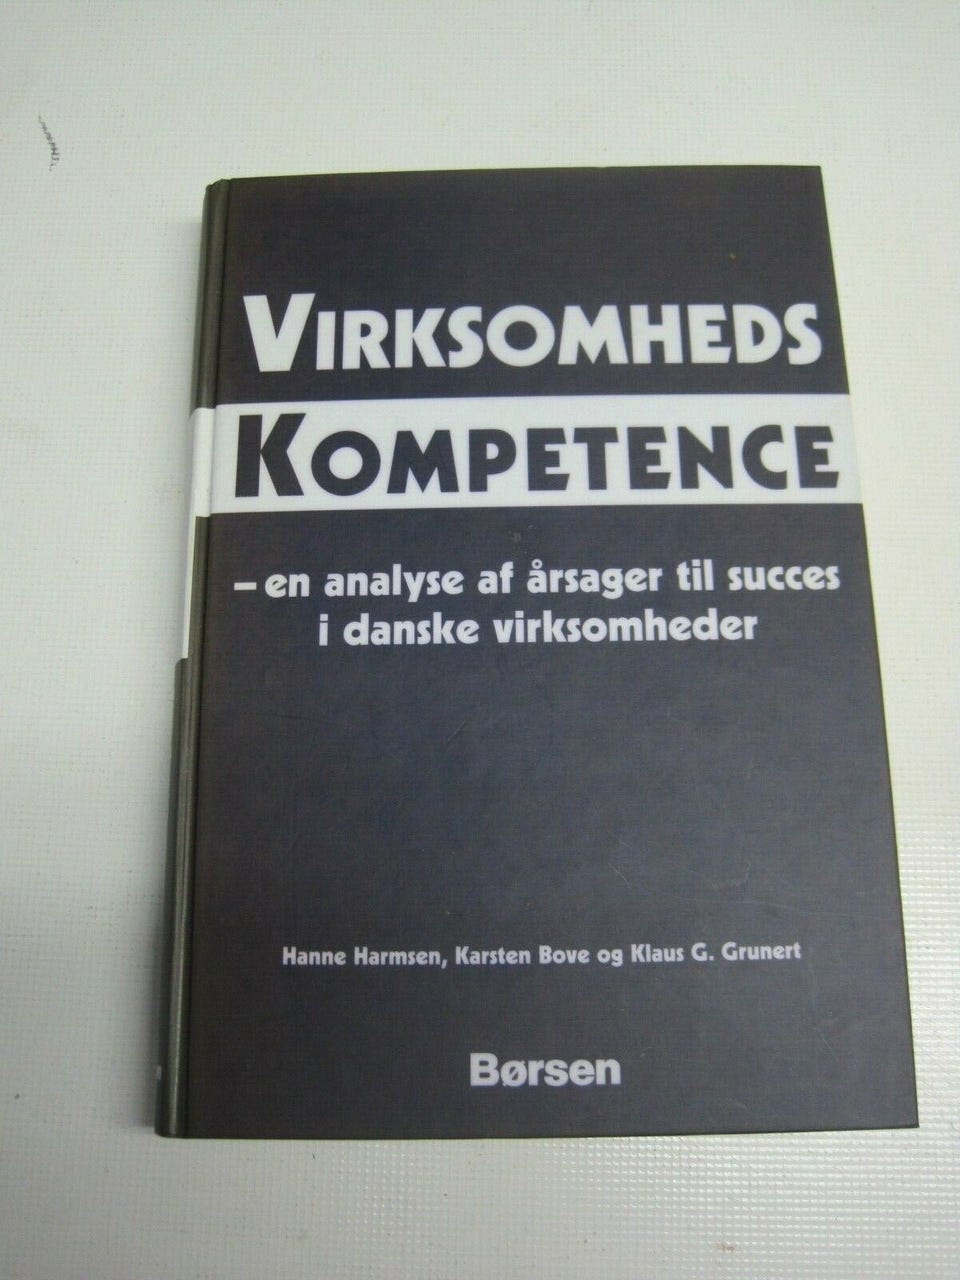 VIRKSOMHEDS
KOMPETENCE
– en analyse af årsager til succes
i danske virksomheder
Hanne Harmsen, Karsten Bove og Klaus G. Grunert
Børsen